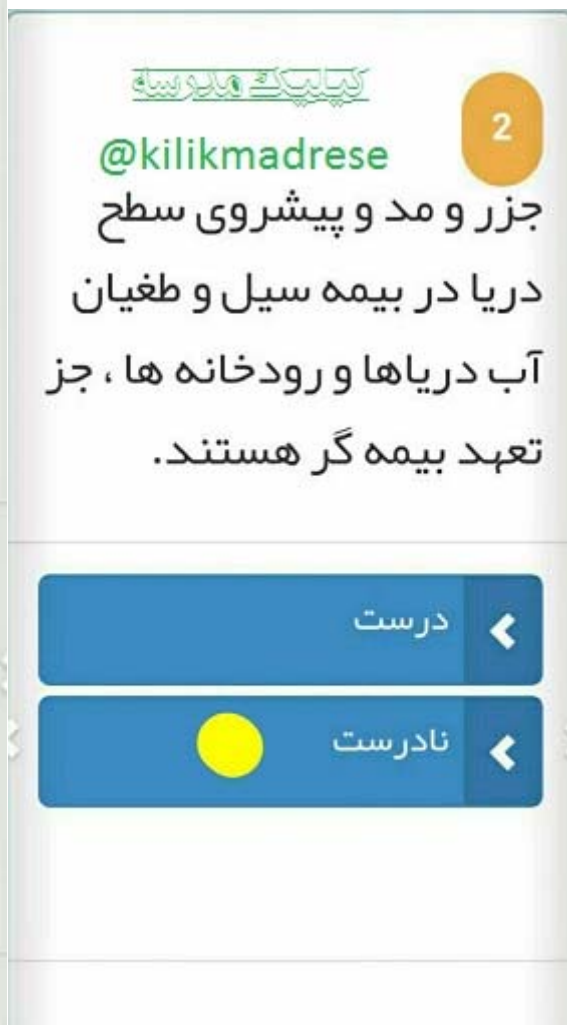 کیلیک مدرسه
2
@kilikmadrese
جزر و مد و پیشروی سطح
دریا در بیمه سیل و طغیان
آب دریاها و رودخانه ها ، جز
تعهد بیمه گر هستند.
درست
نادرست